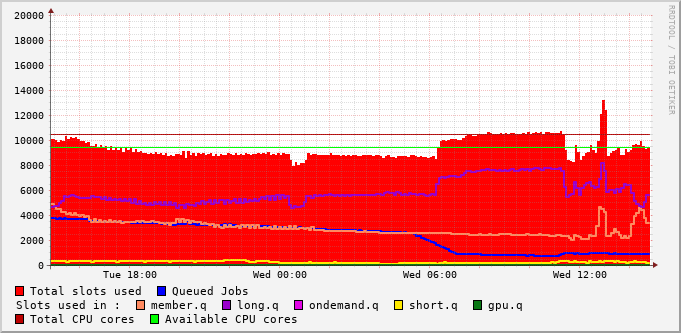 20000
18000
16000
14000
12000
10000
8000
6000
4000
2000
0
Tue 18:00 Wed 00:00 Wed 06:00 Wed 12:00
RRDTOOL / TOBI OETIKER
Total slots used Queued Jobs
Slots used in : member.q long.q ondemand.q short.q gpu.q
Total CPU cores Available CPU cores